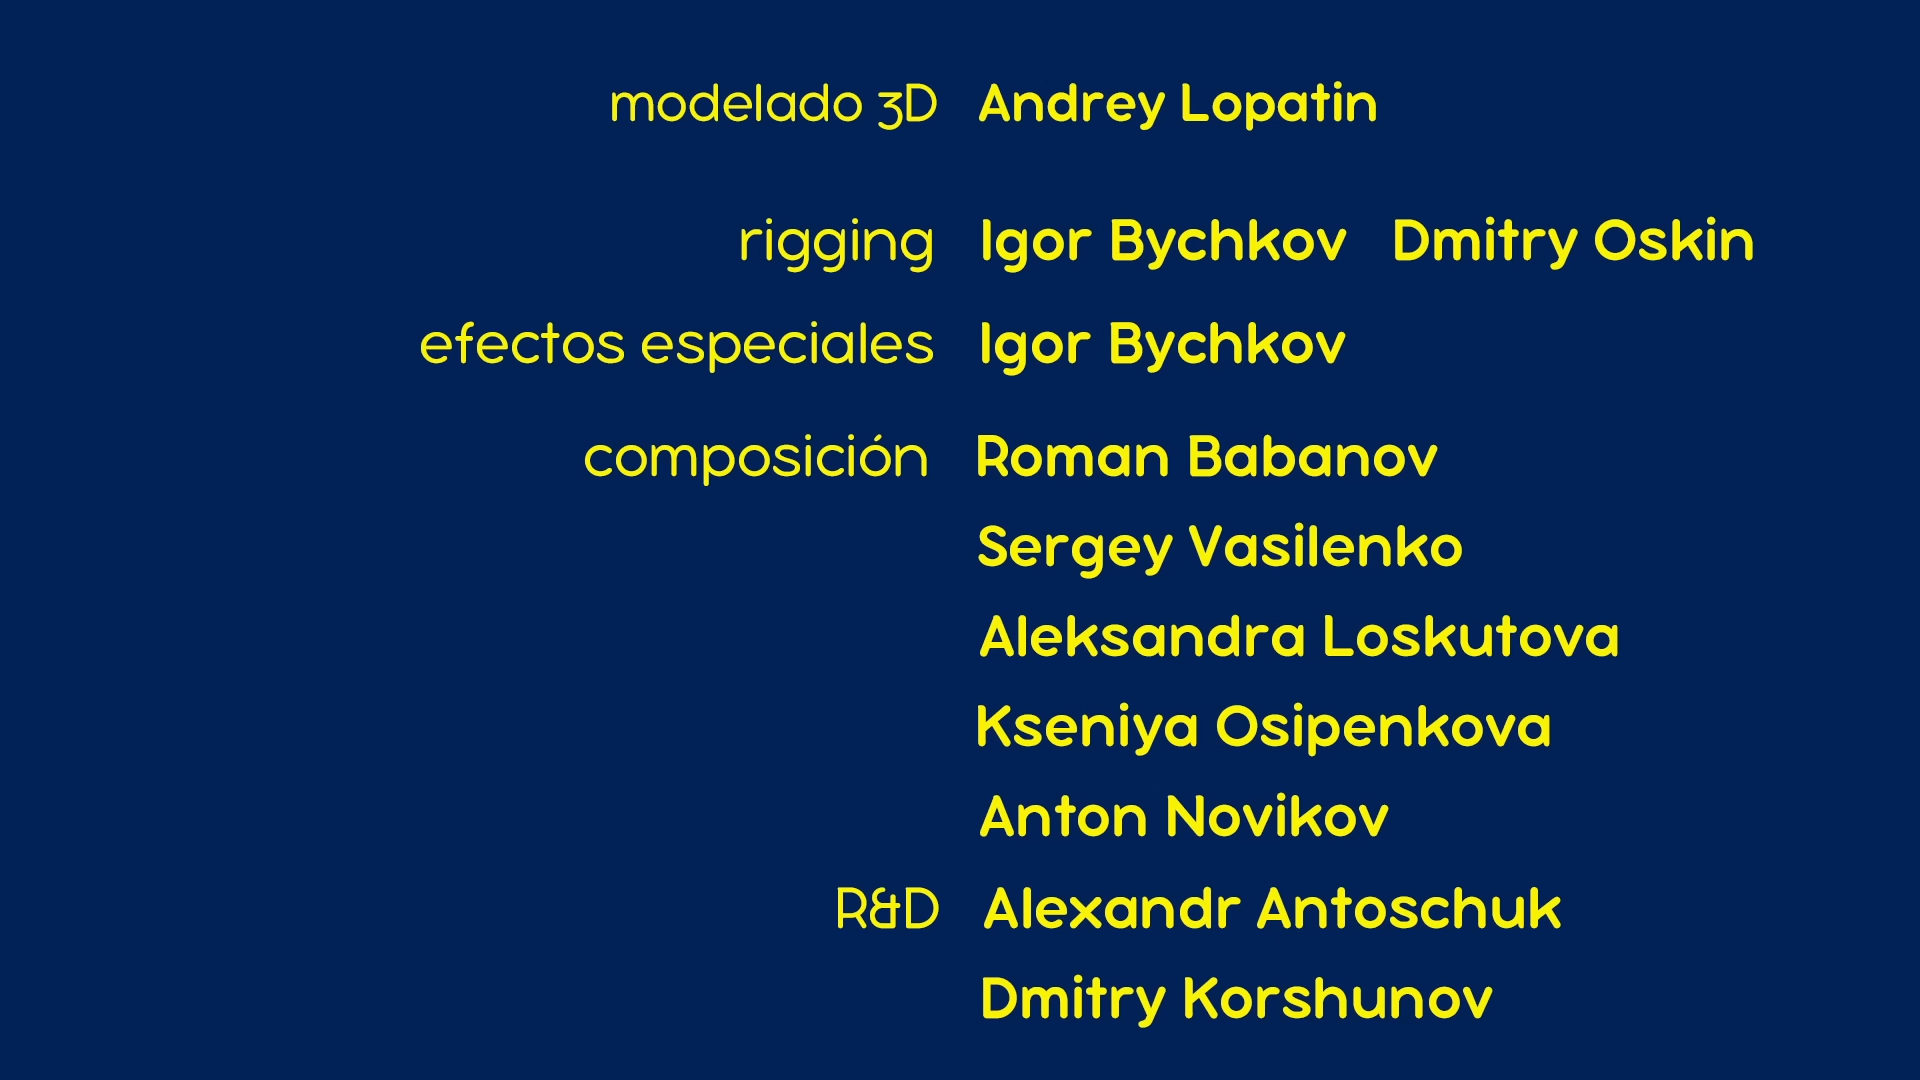 modelado 3D Andrey Lopatin
rigging Igor Bychkov Dmitry Oskin
efectos especiales Igor Bychkov
composición Roman Babanov
Sergey Vasilenko
Aleksandra Loskutova
Kseniya Osipenkova
Anton Novikov
R&D Alexandr Antoschuk
Dmitry Korshunov